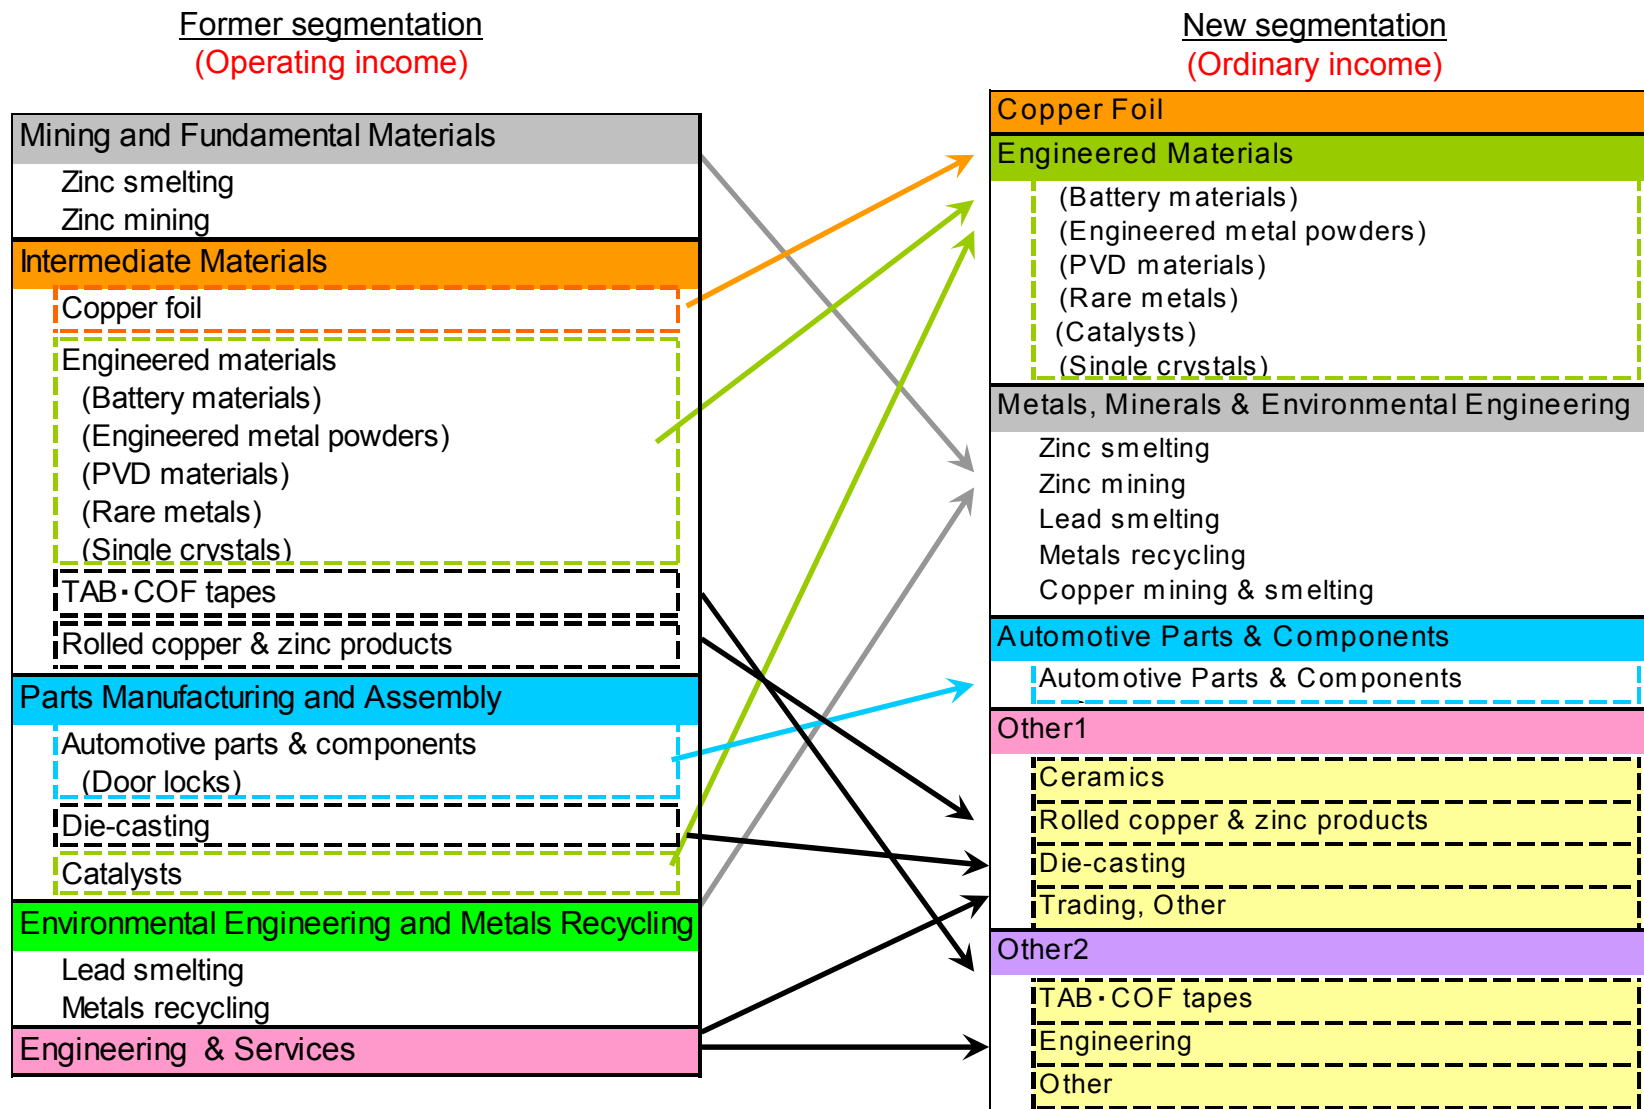 Former segmentation
(Operating income)
Mining and Fundamental Materials
Zinc smelting
Zinc mining
Intermediate Materials
Copper foil
Engineered materials
(Battery materials)
(Engineered metal powders)
(PVD materials)
(Rare metals)
(Single crystals)
TAB・COF tapes
Rolled copper & zinc products
Parts Manufacturing and Assembly
Automotive parts & components
(Door locks)
Die-casting
Catalysts
Environmental Engineering and Metals Recycling
Lead smelting
Metals recycling
Engineering & Services
New segmentation
(Ordinary income)
Copper Foil
Engineered Materials
(Battery materials)
(Engineered metal powders)
(PVD materials)
(Rare metals)
(Catalysts)
(Single crystals)
Metals, Minerals & Environmental Engineering
Zinc smelting
Zinc mining
Lead smelting
Metals recycling
Copper mining & smelting
Automotive Parts & Components
Automotive Parts & Components
Other1
Ceramics
Rolled copper & zinc products
Die-casting
Trading, Other
Other2
TAB・COF tapes
Engineering
Other